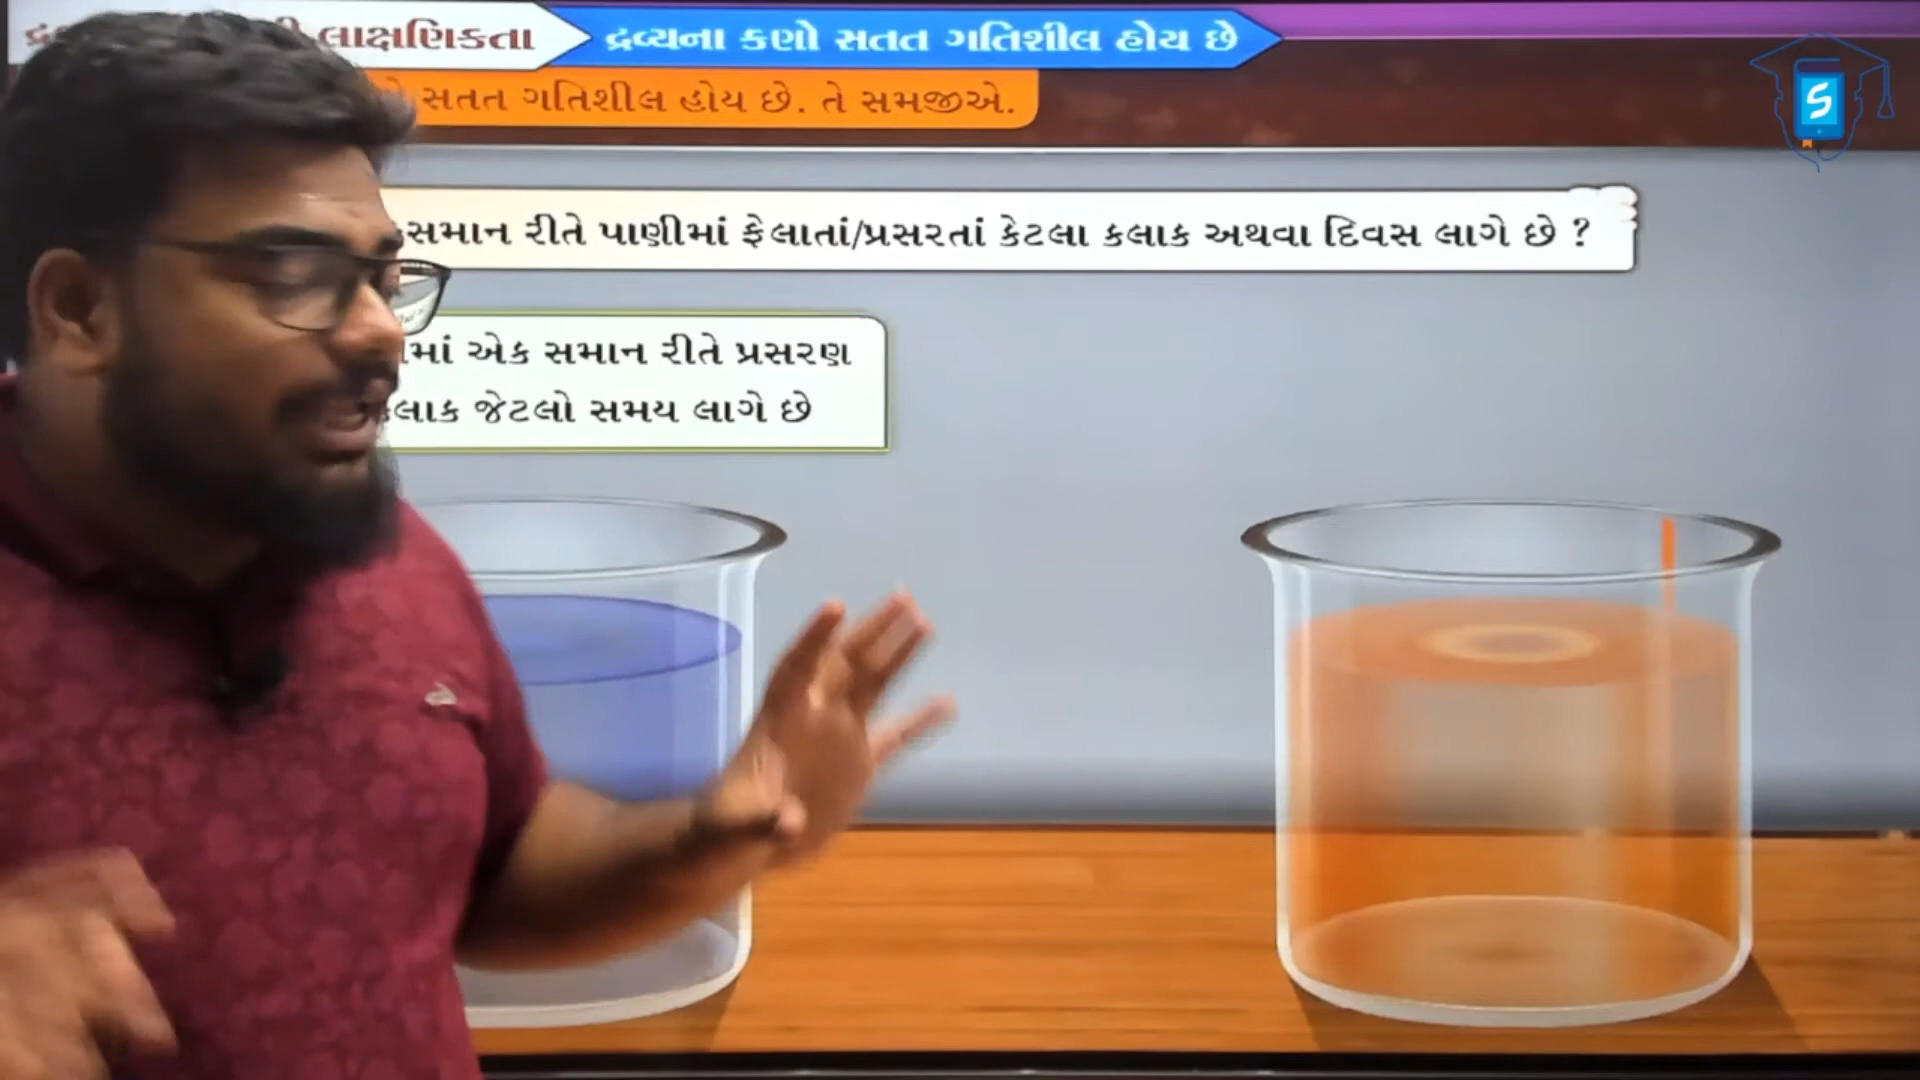 લાક્ષણિકતા દ્રવ્યના કણો સતત ગતિશીલ હોય છે
સતત ગતિશીલ હોય છે. તે સમજીએ.
સમાન રીતે પાણીમાં ફેલાતાં/પ્રસરતાં કેટલા કલાક અથવા દિવસ લાગે છે ?
એક સમાન રીતે પ્રસરણ
જેટલો સમય લાગે છે
S